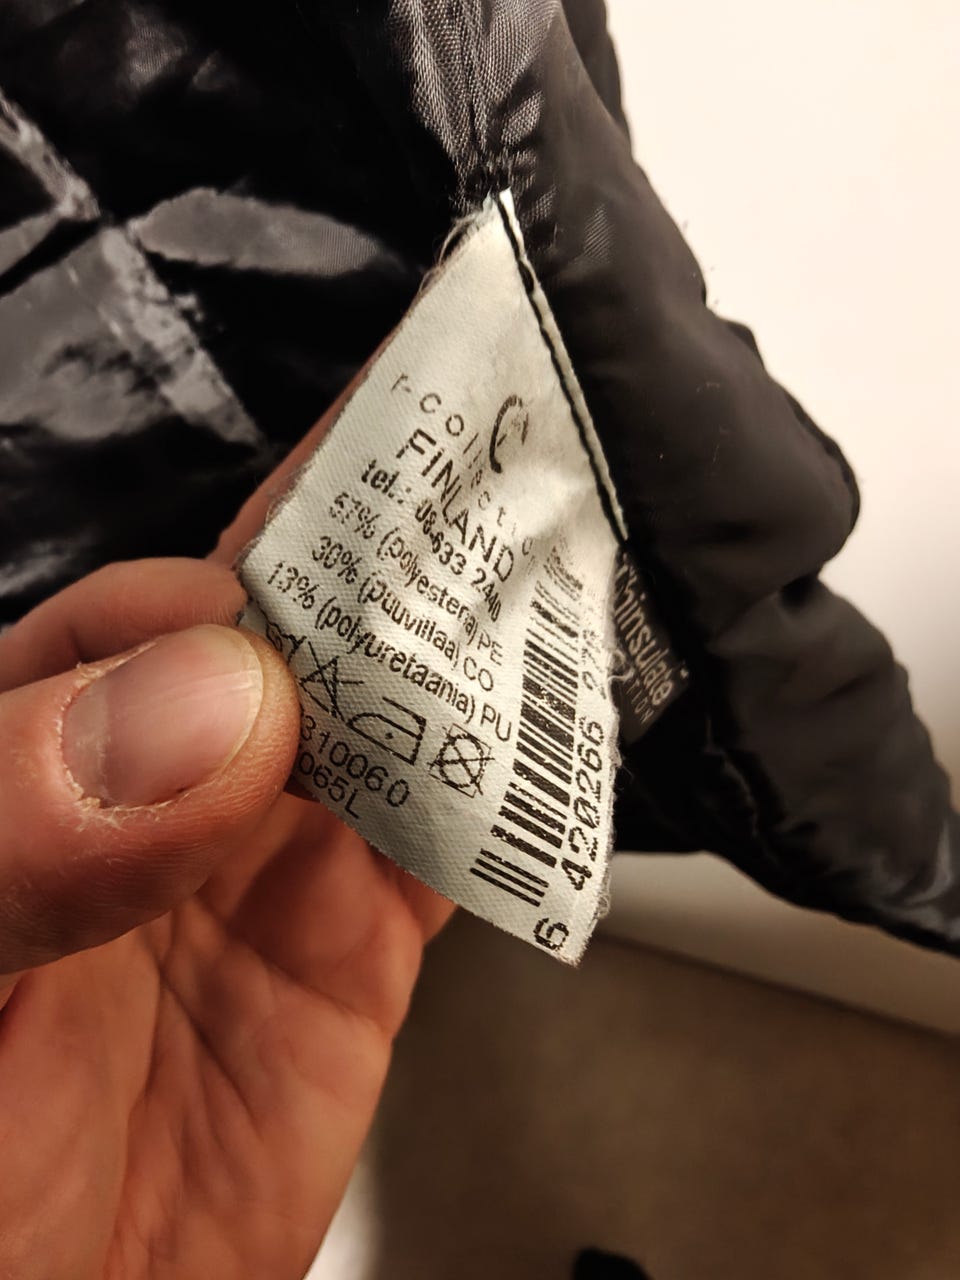 r-collection
FINLAND
tel.: 08-633 2440
57% (polyesteria) PE
30% (puuvillaa) CO
13% (polyuretaania) PU
310060
065L
6 420266
Thinsulate